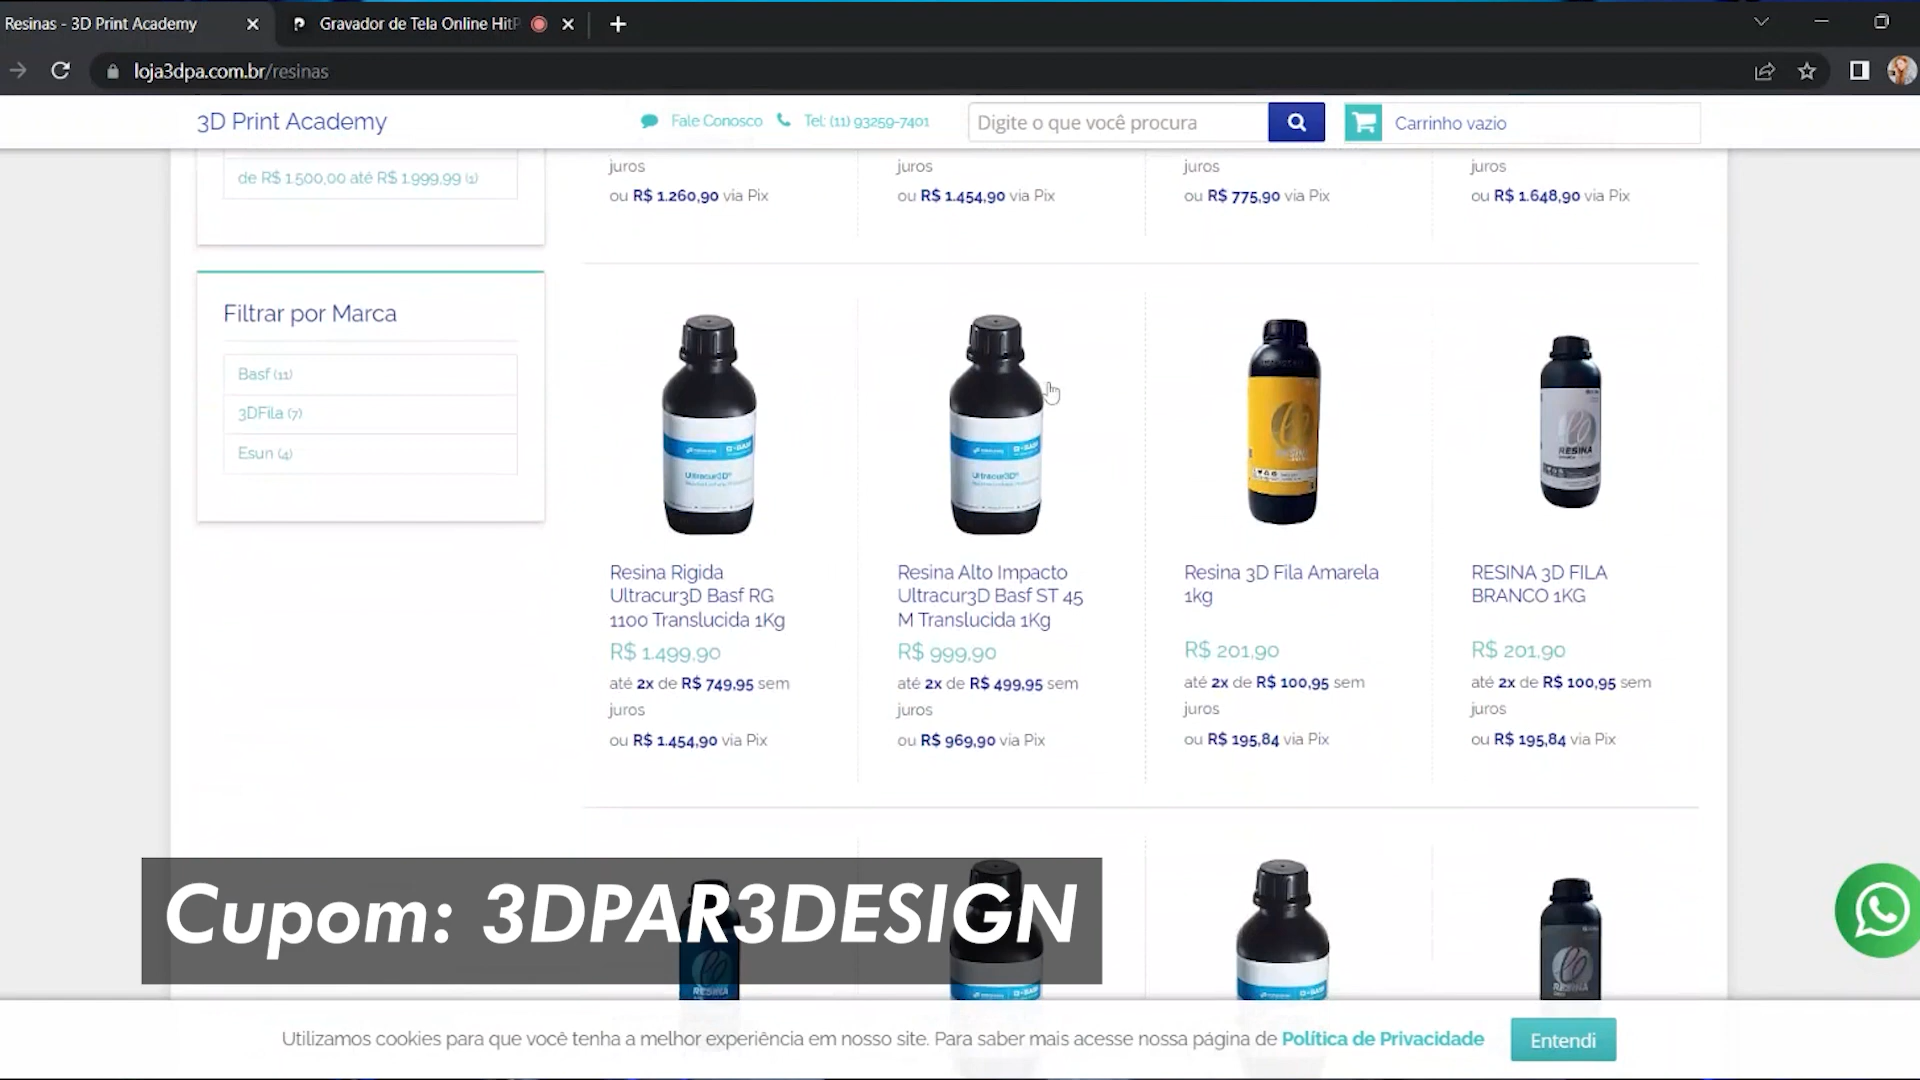 Resinas - 3D Print Academy
Gravador de Tela Online HitP
loja3dpa.com.br/resinas
3D Print Academy
Fale Conosco
Tel: (11) 93259-7401
Digite o que você procura
Carrinho vazio
de R$ 1.500,00 até R$ 1.999,99 (1)
juros
ou R$ 1.260,90 via Pix
juros
ou R$ 1.454,90 via Pix
juros
ou R$ 775,90 via Pix
juros
ou R$ 1.648,90 via Pix
Filtrar por Marca
Basf (11)
3DFila (7)
Esun (4)
Ultracur3D
Ultracur3D
RESINA
RESINA
Resina Rigida
Ultracur3D Basf RG
1100 Translucida 1Kg
R$ 1.499,90
até 2x de R$ 749,95 sem
juros
ou R$ 1.454,90 via Pix
Resina Alto Impacto
Ultracur3D Basf ST 45
M Translucida 1Kg
R$ 999,90
até 2x de R$ 499,95 sem
juros
ou R$ 969,90 via Pix
Resina 3D Fila Amarela
1kg
R$ 201,90
até 2x de R$ 100,95 sem
juros
ou R$ 195,84 via Pix
RESINA 3D FILA
BRANCO 1KG
R$ 201,90
até 2x de R$ 100,95 sem
juros
ou R$ 195,84 via Pix
Cupom: 3DPAR3DESIGN
RESINA
RESINA
Utilizamos cookies para que você tenha a melhor experiência em nosso site. Para saber mais acesse nossa página de Política de Privacidade
Entendi